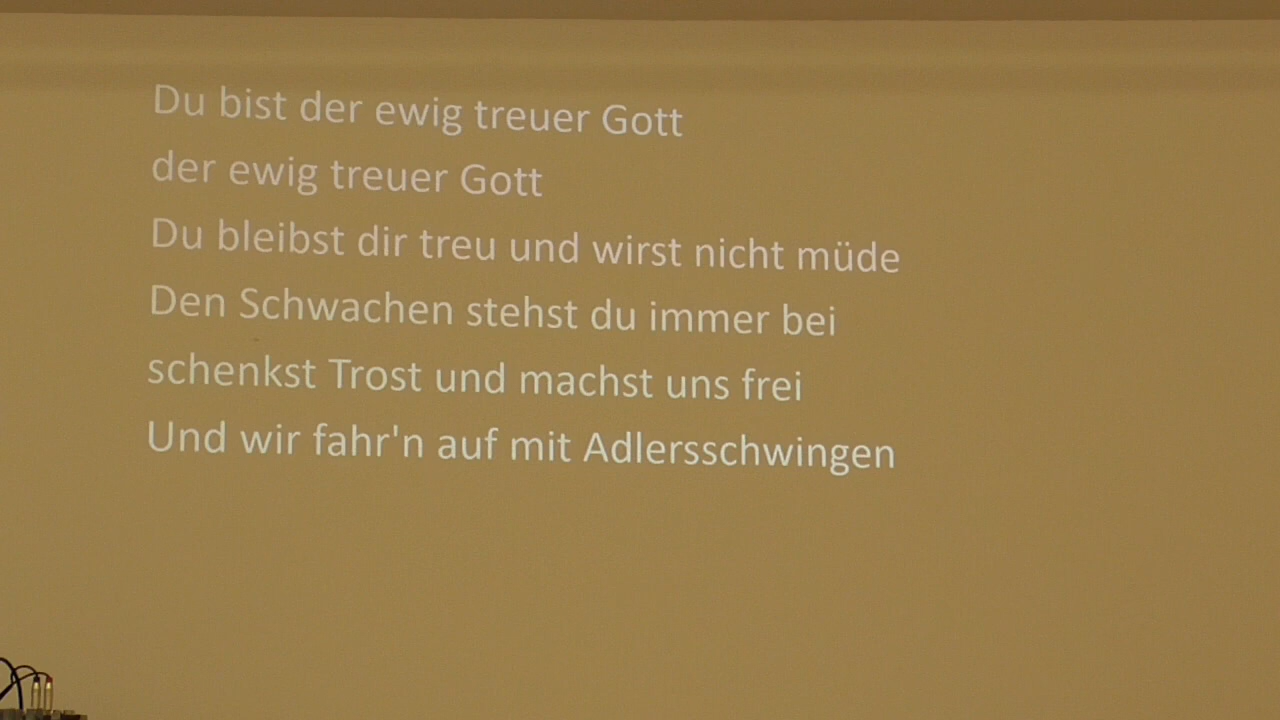 Du bist der ewig treuer Gott
der ewig treuer Gott
Du bleibst dir treu und wirst nicht müde
Den Schwachen stehst du immer bei
schenkst Trost und machst uns frei
Und wir fahr'n auf mit Adlersschwingen